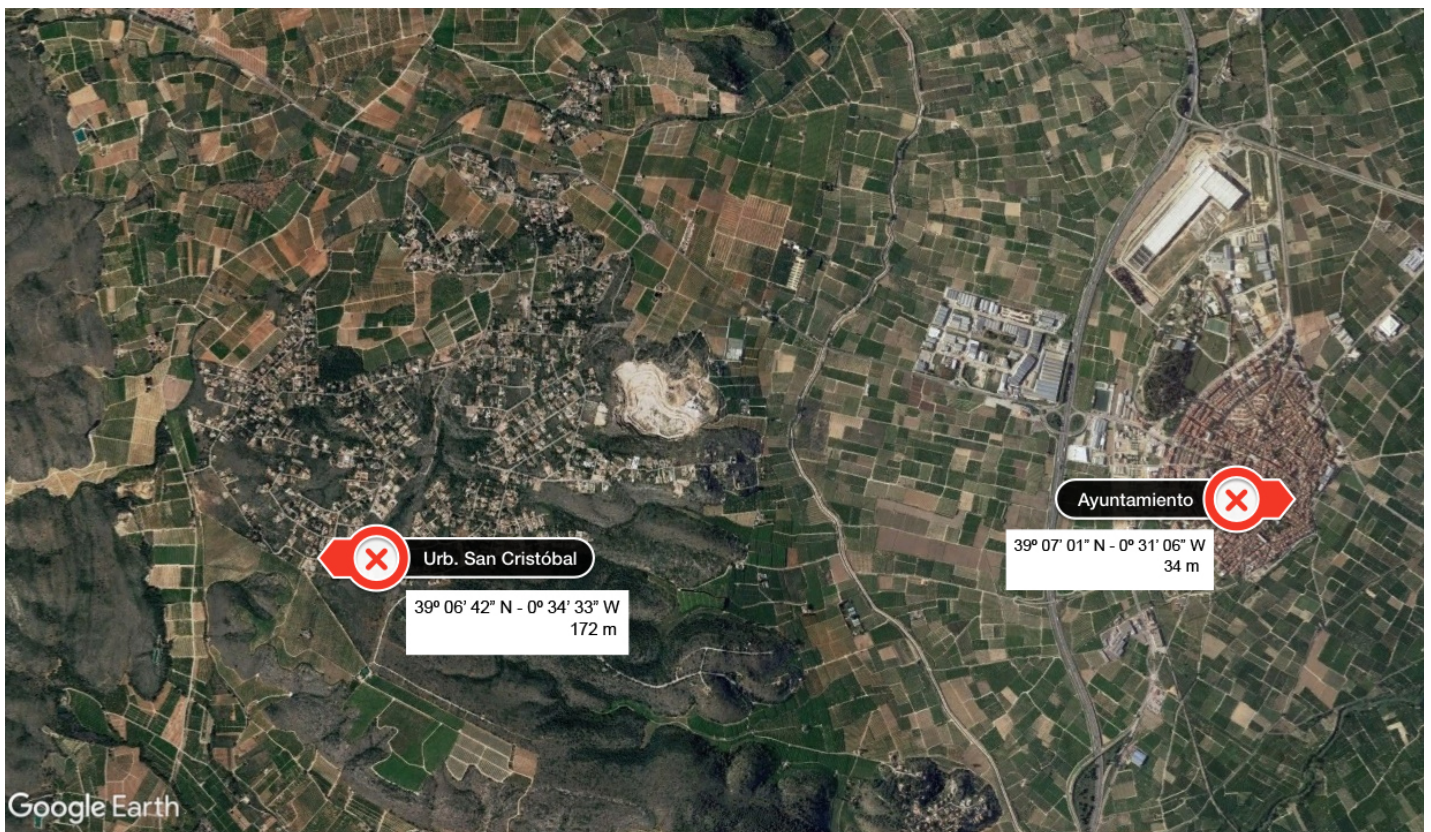 Ayuntamiento
39º 07’ 01” N - 0º 31’ 06” W
34 m
Urb. San Cristóbal
39º 06’ 42” N - 0º 34’ 33” W
172 m
Google Earth